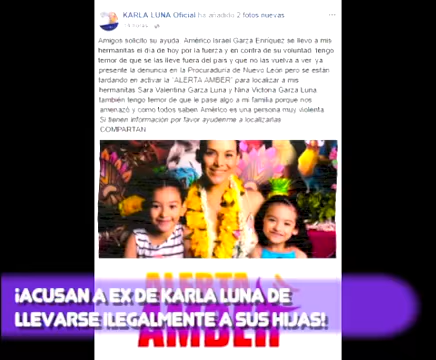 KARLA LUNA Oficial ha añadido 2 fotos nuevas
Amigos solicito su ayuda Américo Israel Garza Enríquez se llevo a mis
hermanitas el día de hoy por la fuerza y en contra de su voluntad tengo
temor de que se las lleve fuera del país y que no las vuelva a ver ya
presente la denuncia en la Procuraduría de Nuevo León pero se están
tardando en activar la "ALERTA AMBER" para localizar a mis
hermanitas Sara Valentina Garza Luna y Nina Victoria Garza Luna
también tengo temor de que le pase algo a mi familia porque nos
amenazó y como todos saben Américo es una persona muy violenta
Si tienen información por favor ayudenme a localizarlas
COMPARTAN
¡ACUSAN A EX DE KARLA LUNA DE
LLEVARSE ILEGALMENTE A SUS HIJAS!
ALERTA
AMBER